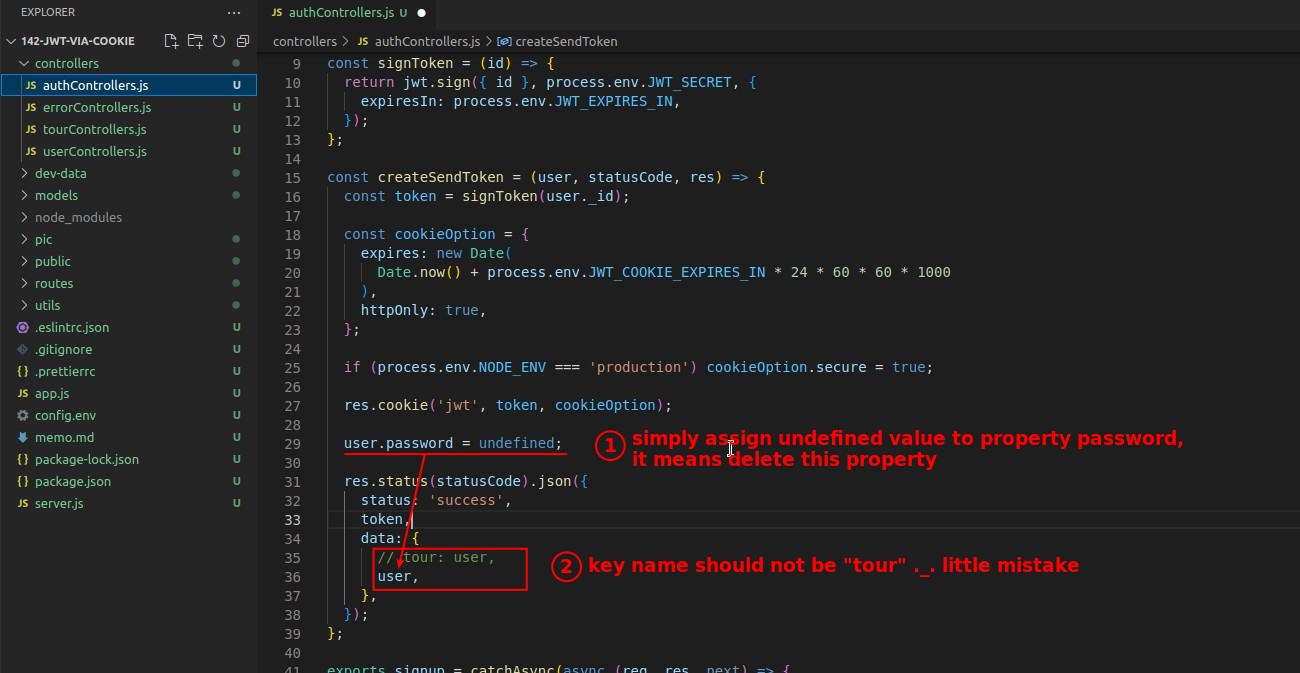 EXPLORER ...
JS authControllers.js U ●
142-JWT-VIA-COOKIE
controllers > JS authControllers.js > createSendToken
controllers
JS authControllers.js U
JS errorControllers.js U
JS tourControllers.js U
JS userControllers.js U
dev-data
models
node_modules
pic
public
routes
utils
.eslintrc.json U
.gitignore U
{} .prettierrc U
JS app.js U
config.env U
memo.md U
{} package-lock.json U
{} package.json U
JS server.js U
9 const signToken = (id) => {
10 return jwt.sign({ id }, process.env.JWT_SECRET, {
11 expiresIn: process.env.JWT_EXPIRES_IN,
12 });
13 };
14
15 const createSendToken = (user, statusCode, res) => {
16 const token = signToken(user._id);
17
18 const cookieOption = {
19 expires: new Date(
20 Date.now() + process.env.JWT_COOKIE_EXPIRES_IN * 24 * 60 * 60 * 1000
21 ),
22 httpOnly: true,
23 };
24
25 if (process.env.NODE_ENV === 'production') cookieOption.secure = true;
26
27 res.cookie('jwt', token, cookieOption);
28
29 user.password = undefined;
1 simply assign undefined value to property password,
it means delete this property
30
31 res.status(statusCode).json({
32 status: 'success',
33 token,
34 data: {
35 // tour: user,
36 user,
2 key name should not be "tour" ._. little mistake
37 },
38 });
39 };
40
41 exports.signup = catchAsync(async (req, res, next) => {